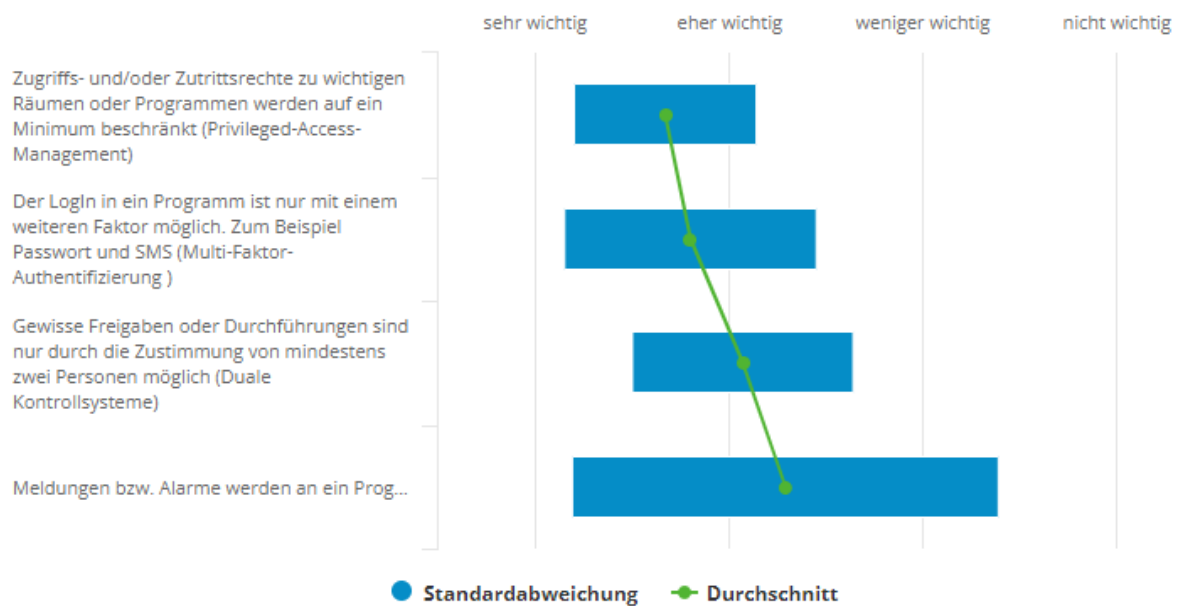 sehr wichtig eher wichtig weniger wichtig nicht wichtig
Zugriffs- und/oder Zutrittsrechte zu wichtigen
Räumen oder Programmen werden auf ein
Minimum beschränkt (Privileged-Access-
Management)
Der LogIn in ein Programm ist nur mit einem
weiteren Faktor möglich. Zum Beispiel
Passwort und SMS (Multi-Faktor-
Authentifizierung )
Gewisse Freigaben oder Durchführungen sind
nur durch die Zustimmung von mindestens
zwei Personen möglich (Duale
Kontrollsysteme)
Meldungen bzw. Alarme werden an ein Prog...
Standardabweichung Durchschnitt